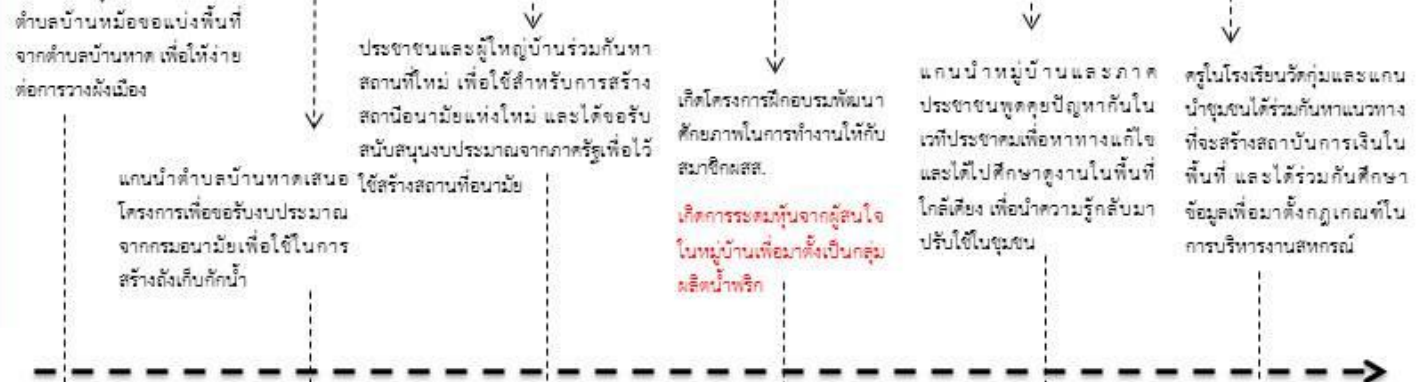 ตำบลบ้านหม้อขอแบ่งพื้นที่
จากตำบลบ้านหาด เพื่อให้ง่าย
ต่อการวางผังเมือง
แกนนำตำบลบ้านหาดเสนอ
โครงการเพื่อขอรับงบประมาณ
จากกรมอนามัยเพื่อใช้ในการ
สร้างถังเก็บกักน้ำ
ประชาชนและผู้ใหญ่บ้านร่วมกันหา
สถานที่ใหม่ เพื่อใช้สำหรับการสร้าง
สถานีอนามัยแห่งใหม่ และได้ขอรับ
สนับสนุนงบประมาณจากภาครัฐเพื่อไว้
ใช้สร้างสถานที่อนามัย
เกิดโครงการฝึกอบรมพัฒนา
ศักยภาพในการทำงานให้กับ
สมาชิกผสส.
เกิดการระดมหุ้นจากผู้สนใจ
ในหมู่บ้านเพื่อมาตั้งเป็นกลุ่ม
ผลิตน้ำพริก
แกนนำหมู่บ้านและภาค
ประชาชนพูดคุยปัญหากันใน
เวทีประชาคมเพื่อหาทางแก้ไข
และได้ไปศึกษาดูงานในพื้นที่
ใกล้เคียง เพื่อนำความรู้กลับมา
ปรับใช้ในชุมชน
ครูในโรงเรียนวัดกุ่มและแกน
นำชุมชนได้ร่วมกันหาแนวทาง
ที่จะสร้างสถาบันการเงินใน
พื้นที่ และได้ร่วมกันศึกษา
ข้อมูลเพื่อมาตั้งกฎเกณฑ์ใน
การบริหารงานสหกรณ์